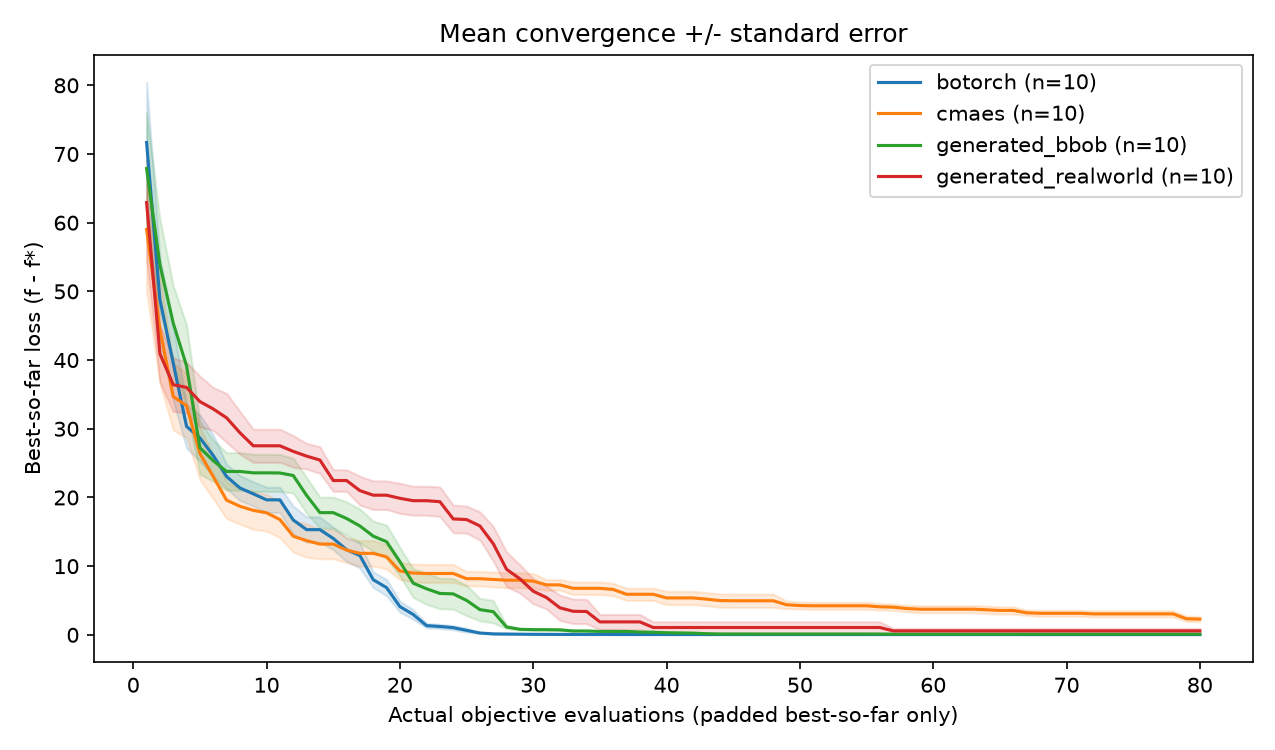 Mean convergence +/- standard error
botorch (n=10)
cmaes (n=10)
generated_bbob (n=10)
generated_realworld (n=10)
Best-so-far loss (f - f*)
80
70
60
50
40
30
20
10
0
0 10 20 30 40 50 60 70 80
Actual objective evaluations (padded best-so-far only)